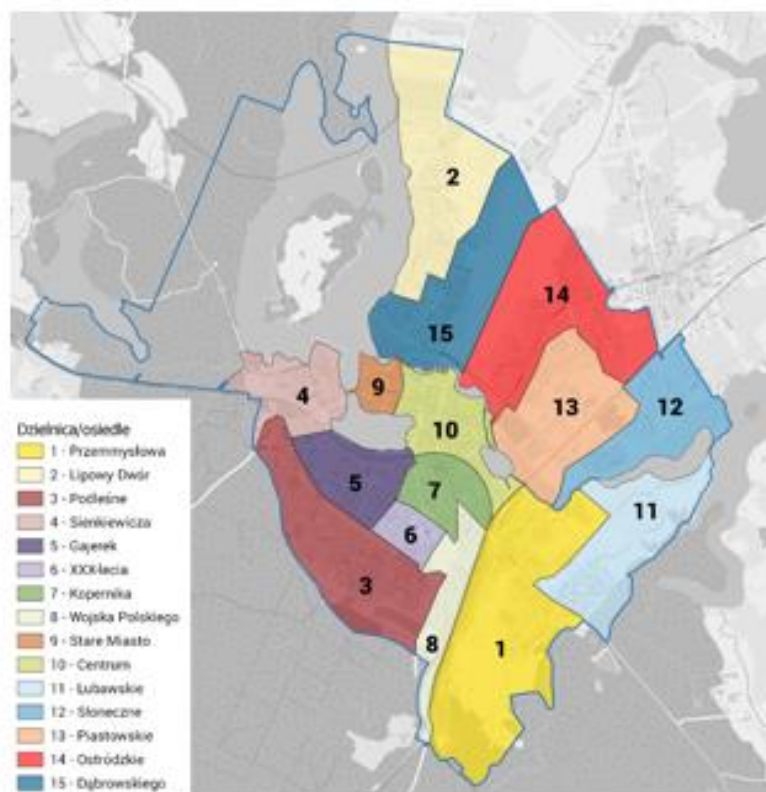 2
14
15
4
9
13
12
10
5
7
11
6
3
8
1
Dzielnica/osiedle
1 - Przemmysłowa
2 - Lipowy Dwór
3 - Podleśne
4 - Sienkiewicza
5 - Gajerek
6 - XXX-lecia
7 - Kopernika
8 - Wojska Polskiego
9 - Stare Miasto
10 - Centrum
11 - Lubawskie
12 - Słoneczne
13 - Piastowskie
14 - Ostródzkie
15 - Dąbrowskiego